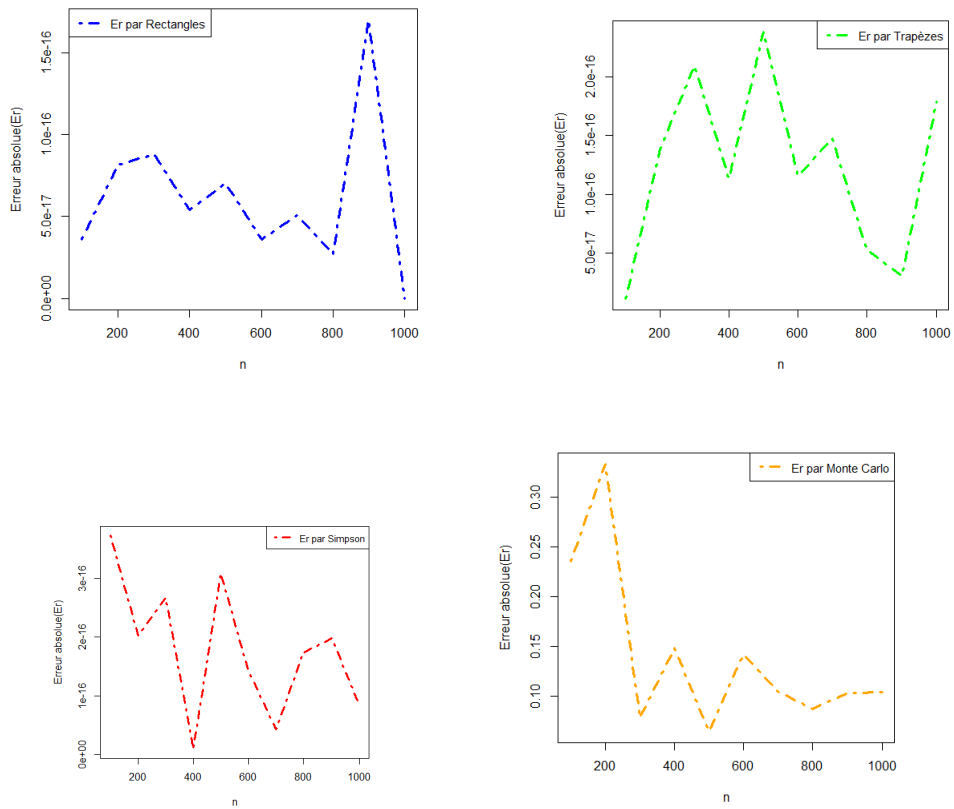 Er par Rectangles
Erreur absolue(Er)
0.0e+00
5.0e-17
1.0e-16
1.5e-16
200
400
600
800
1000
n
Er par Trapèzes
Erreur absolue(Er)
5.0e-17
1.0e-16
1.5e-16
2.0e-16
200
400
600
800
1000
n
Er par Simpson
Erreur absolue(Er)
0e+00
1e-16
2e-16
3e-16
200
400
600
800
1000
n
Er par Monte Carlo
Erreur absolue(Er)
0.10
0.15
0.20
0.25
0.30
200
400
600
800
1000
n